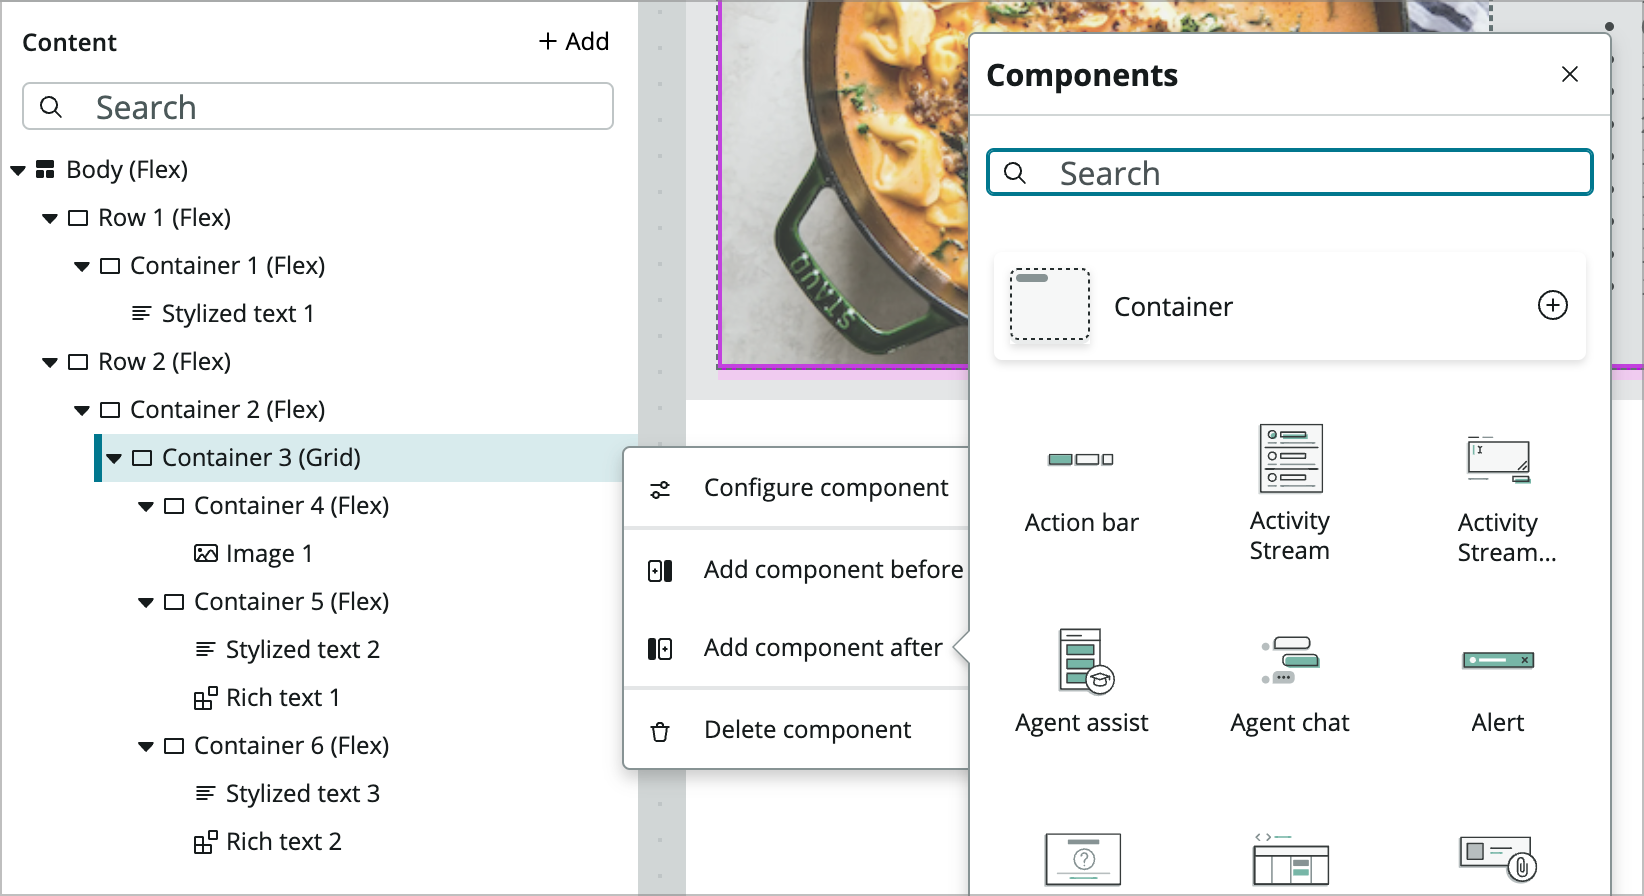 Content
+ Add
Search
Body (Flex)
Row 1 (Flex)
Container 1 (Flex)
Stylized text 1
Row 2 (Flex)
Container 2 (Flex)
Container 3 (Grid)
Container 4 (Flex)
Image 1
Container 5 (Flex)
Stylized text 2
Rich text 1
Container 6 (Flex)
Stylized text 3
Rich text 2
STAUB
Configure component
Add component before
Add component after
Delete component
Components
Search
Container
Action bar
Activity
Stream
Activity
Stream...
Agent assist
Agent chat
Alert